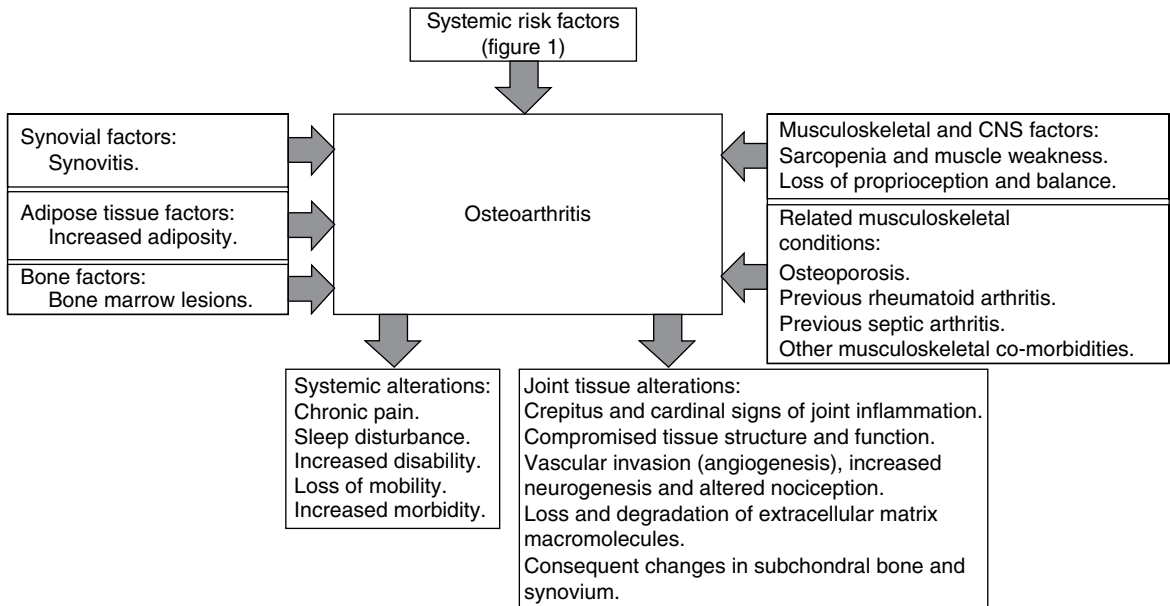 Systemic risk factors
(figure 1)
Synovial factors:
Synovitis.
Adipose tissue factors:
Increased adiposity.
Bone factors:
Bone marrow lesions.
Osteoarthritis
Musculoskeletal and CNS factors:
Sarcopenia and muscle weakness.
Loss of proprioception and balance.
Related musculoskeletal
conditions:
Osteoporosis.
Previous rheumatoid arthritis.
Previous septic arthritis.
Other musculoskeletal co-morbidities.
Systemic alterations:
Chronic pain.
Sleep disturbance.
Increased disability.
Loss of mobility.
Increased morbidity.
Joint tissue alterations:
Crepitus and cardinal signs of joint inflammation.
Compromised tissue structure and function.
Vascular invasion (angiogenesis), increased
neurogenesis and altered nociception.
Loss and degradation of extracellular matrix
macromolecules.
Consequent changes in subchondral bone and
synovium.